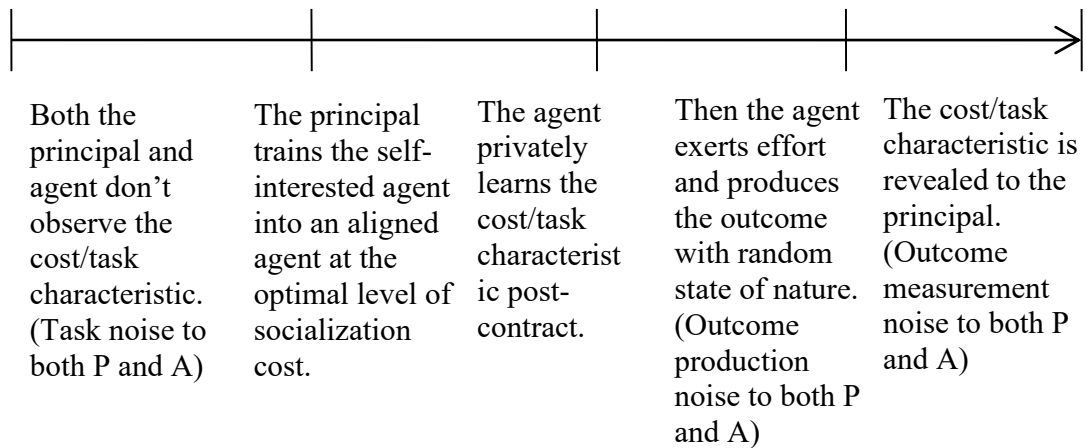 Both the
principal and
agent don’t
observe the
cost/task
characteristic.
(Task noise to
both P and A)
The principal
trains the self-
interested agent
into an aligned
agent at the
optimal level of
socialization
cost.
The agent
privately
learns the
cost/task
characterist
ic post-
contract.
Then the agent
exerts effort
and produces
the outcome
with random
state of nature.
(Outcome
production
noise to both P
and A)
The cost/task
characteristic is
revealed to the
principal.
(Outcome
measurement
noise to both P
and A)